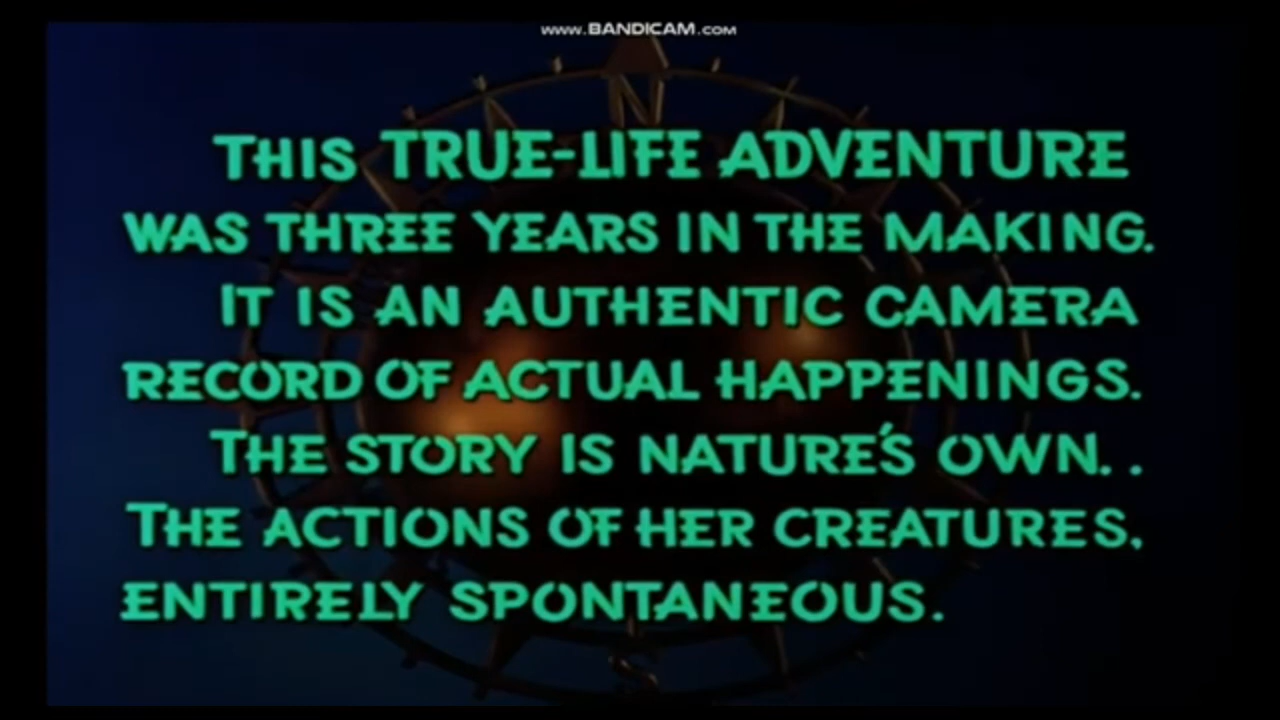 www.BANDICAM.com
N
THIS TRUE-LIFE ADVENTURE
WAS THREE YEARS IN THE MAKING.
IT IS AN AUTHENTIC CAMERA
RECORD OF ACTUAL HAPPENINGS.
THE STORY IS NATURE'S OWN. .
THE ACTIONS OF HER CREATURES,
ENTIRELY SPONTANEOUS.
S